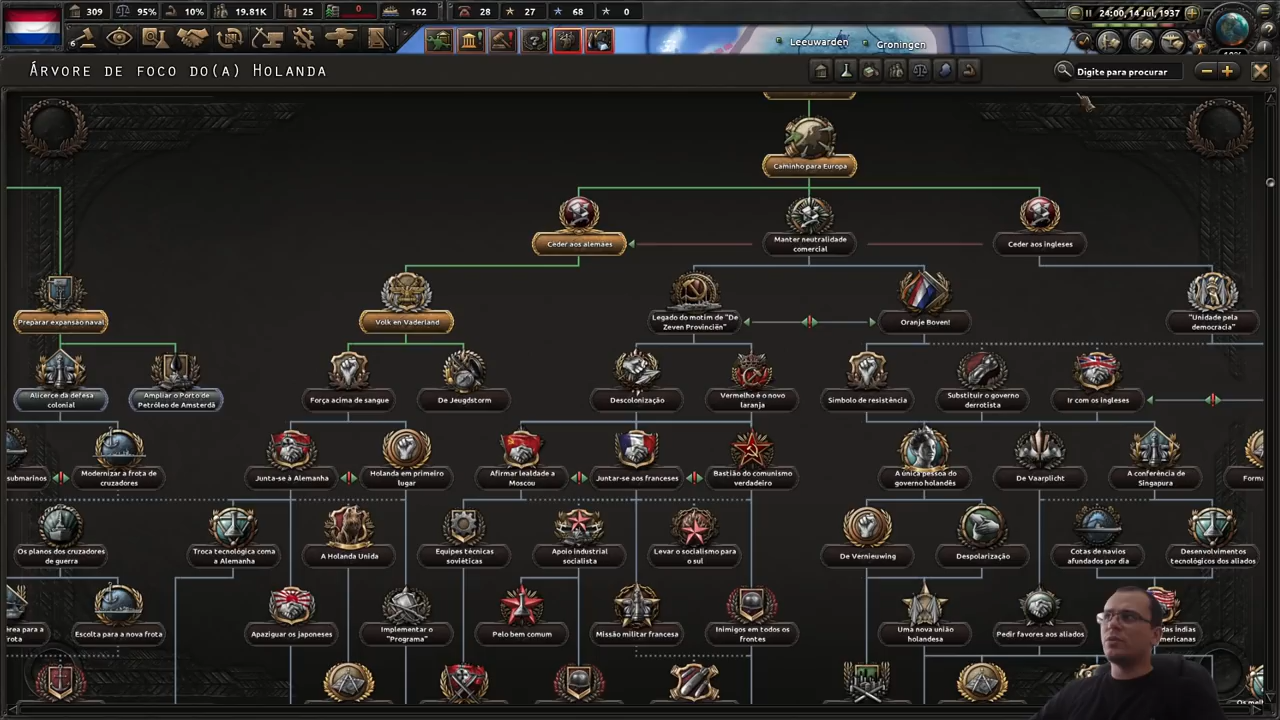 309
95%
10%
19.81K
25
0
162
28
27
68
0
24:00, 14 Jul, 1937
6
Leeuwarden
Groningen
Árvore de foco do(a) Holanda
Digite para procurar
Caminho para Europa
Ceder aos alemães
Manter neutralidade
comercial
Ceder aos ingleses
Preparar expansão naval
Volk en Vaderland
Legado do motim de "De
Zeven Provinciën"
Oranje Boven!
"Unidade pela
democracia"
Alicerce da defesa
colonial
Ampliar o Porto de
Petróleo de Amsterdã
Força acima de sangue
De Jeugdstorm
Descolonização
Vermelho é o novo
laranja
Símbolo de resistência
Substituir o governo
derrotista
Ir com os ingleses
submarinos
Modernizar a frota de
cruzadores
Junta-se à Alemanha
Holanda em primeiro
lugar
Afirmar lealdade a
Moscou
Juntar-se aos franceses
Bastião do comunismo
verdadeiro
A única pessoa do
governo holandês
De Vaarplicht
A conferência de
Singapura
Forma
Os planos dos cruzadores
de guerra
Troca tecnológica coma
a Alemanha
A Holanda Unida
Equipes técnicas
soviéticas
Apoio industrial
socialista
Levar o socialismo para
o sul
De Vernieuwing
Despolarização
Cotas de navios
afundados por dia
Desenvolvimentos
tecnológicos dos aliados
Escolta para a nova frota
Apaziguar os japoneses
Implementar o
"Programa"
Pelo bem comum
Missão militar francesa
Inimigos em todos os
frontes
Uma nova união
holandesa
Pedir favores aos aliados
das Índias